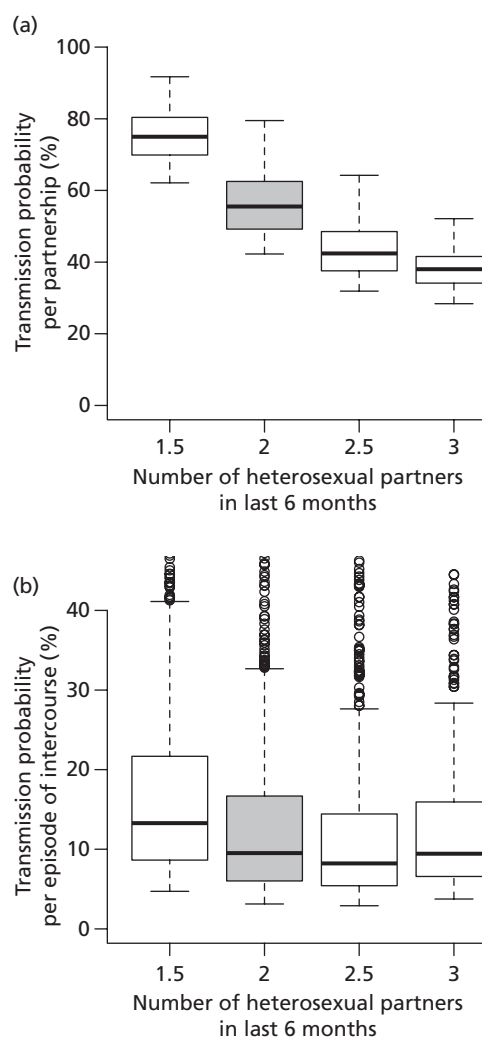 (a)
Transmission probability
per partnership (%)
100
80
60
40
20
0
1.5 2 2.5 3
Number of heterosexual partners
in last 6 months
(b)
Transmission probability
per episode of intercourse (%)
40
30
20
10
0
1.5 2 2.5 3
Number of heterosexual partners
in last 6 months